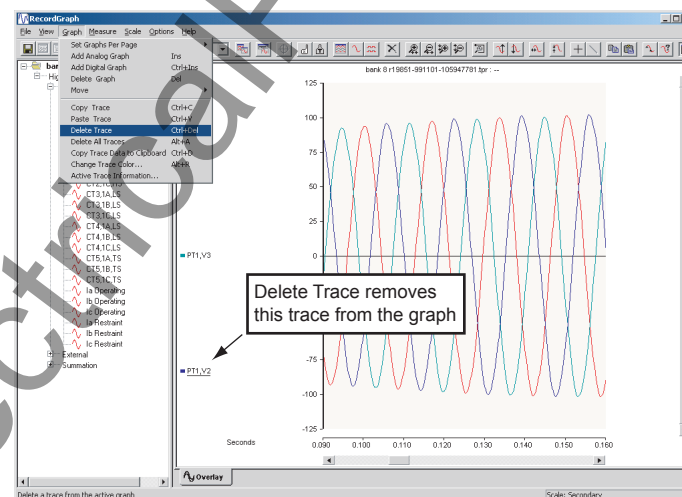 RecordGraph
File View Graph Measure Scale Options Help
Set Graphs Per Page
Add Analog Graph Ins
Add Digital Graph Ctrl+Ins
Delete Graph Del
Move
Copy Trace Ctrl+C
Paste Trace Ctrl+V
Delete Trace Ctrl+Del
Delete All Traces Alt+A
Copy Trace Data to Clipboard Ctrl+D
Change Trace Color... Alt+R
Active Trace Information...
CT2,1C,TS
CT3,1A,LS
CT3,1B,LS
CT3,1C,LS
CT4,1A,LS
CT4,1B,LS
CT4,1C,LS
CT5,1A,TS
CT5,1B,TS
CT5,1C,TS
Ia Operating
Ib Operating
Ic Operating
Ia Restraint
Ib Restraint
Ic Restraint
External
Summation
bank 8 r19851-991101-105947781.tpr : --
125
100
75
50
25
0
-75
-100
-125
PT1,V3
PT1,V2
Delete Trace removes
this trace from the graph
Seconds
0.090 0.100 0.110 0.120 0.130 0.140 0.150 0.160
Overlay
Delete a trace from the active graph
Scale: Secondary